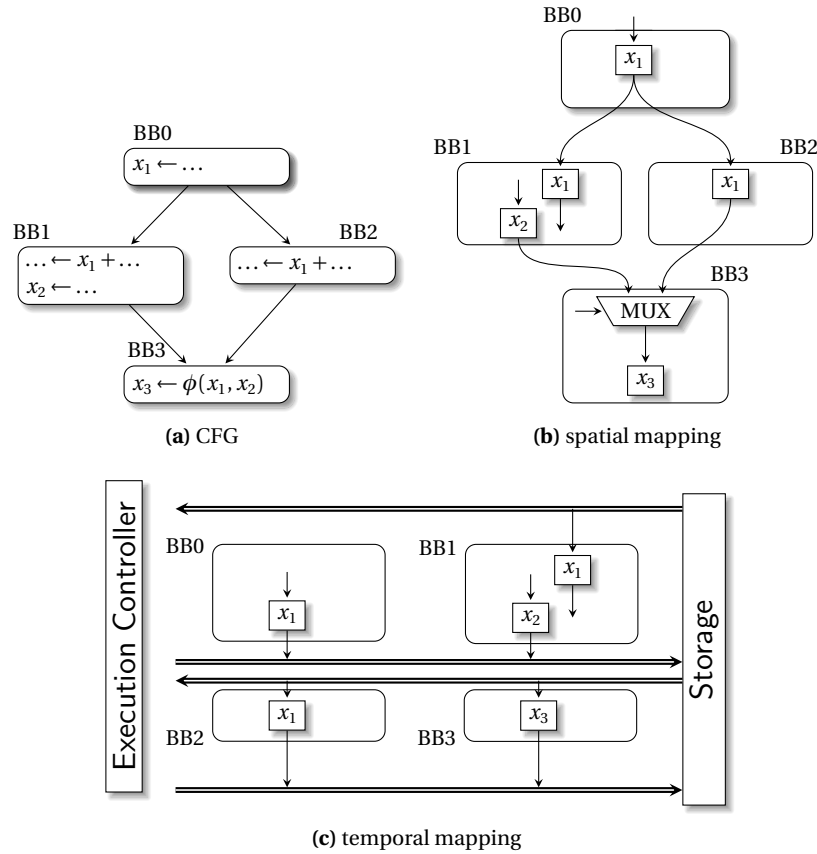 BB0
x₁ ← …
BB1
… ← x₁ + …
x₂ ← …
BB2
… ← x₁ + …
BB3
x₃ ← ϕ(x₁, x₂)
(a) CFG
BB0
x₁
BB1
x₁
x₂
BB2
x₁
BB3
MUX
x₃
(b) spatial mapping
Execution Controller
BB0
x₁
BB1
x₁
x₂
BB2
x₁
BB3
x₃
Storage
(c) temporal mapping